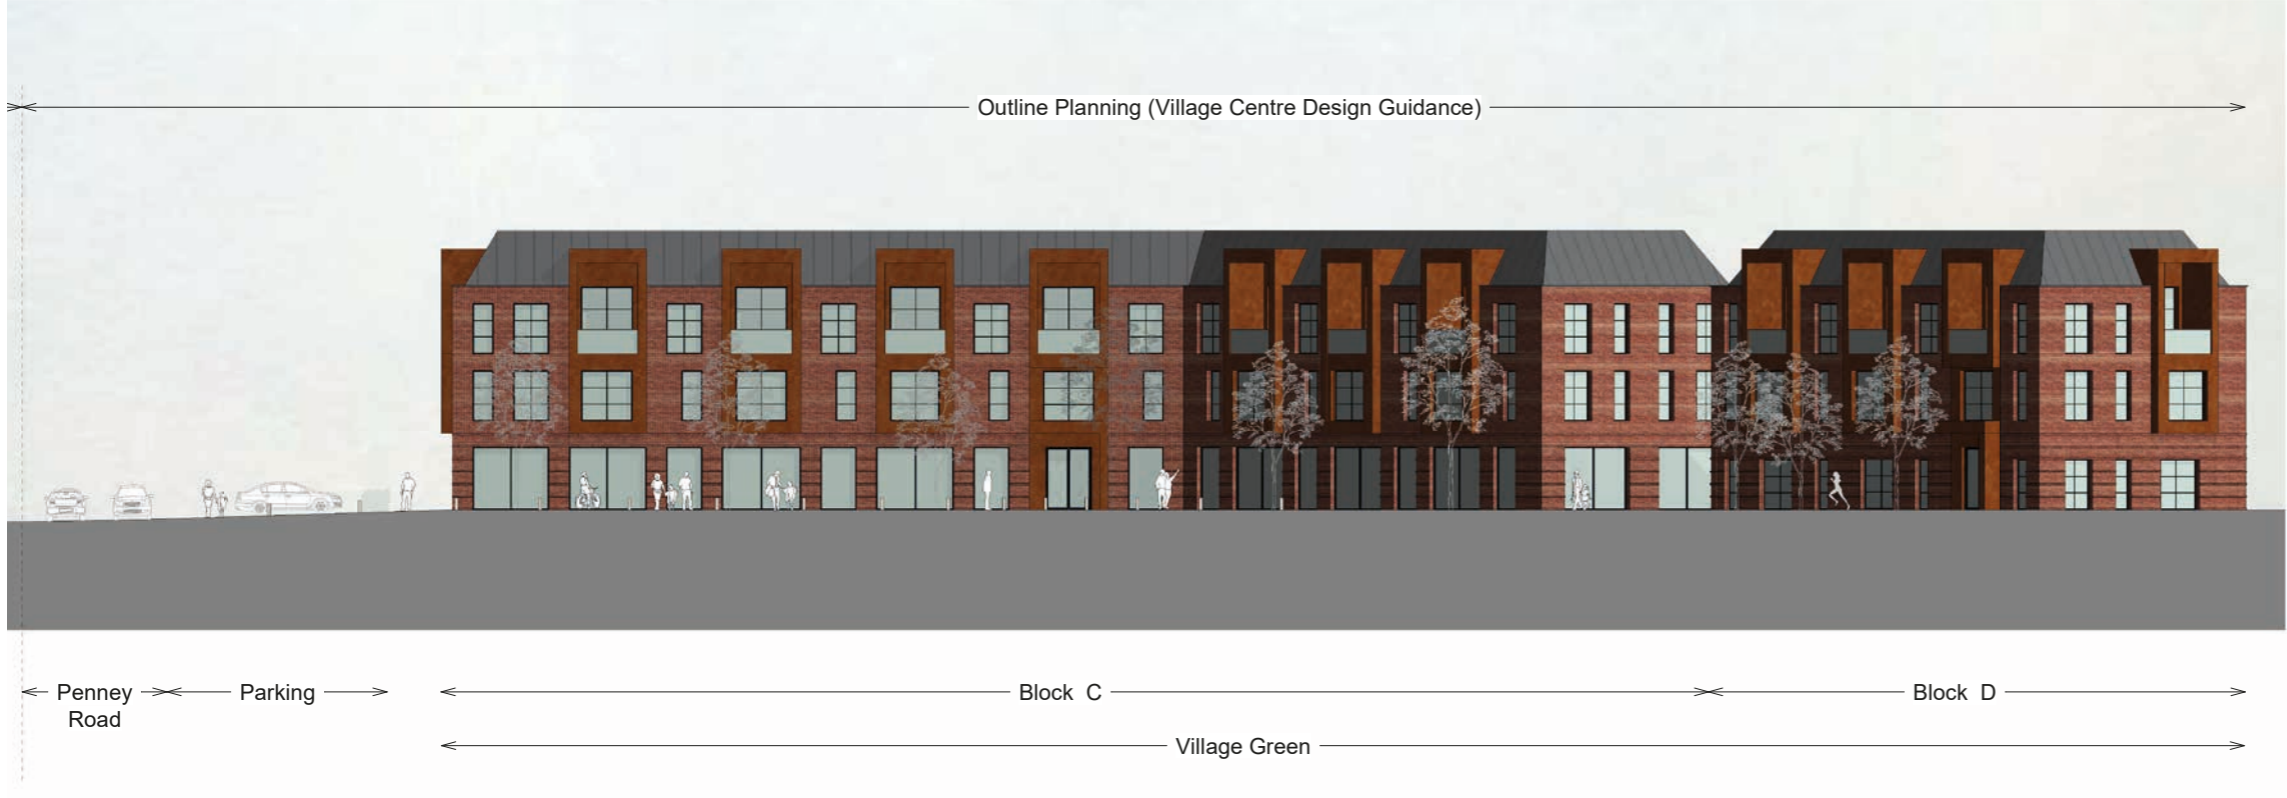 Outline Planning (Village Centre Design Guidance)
Penney
Road
Parking
Block C
Block D
Village Green